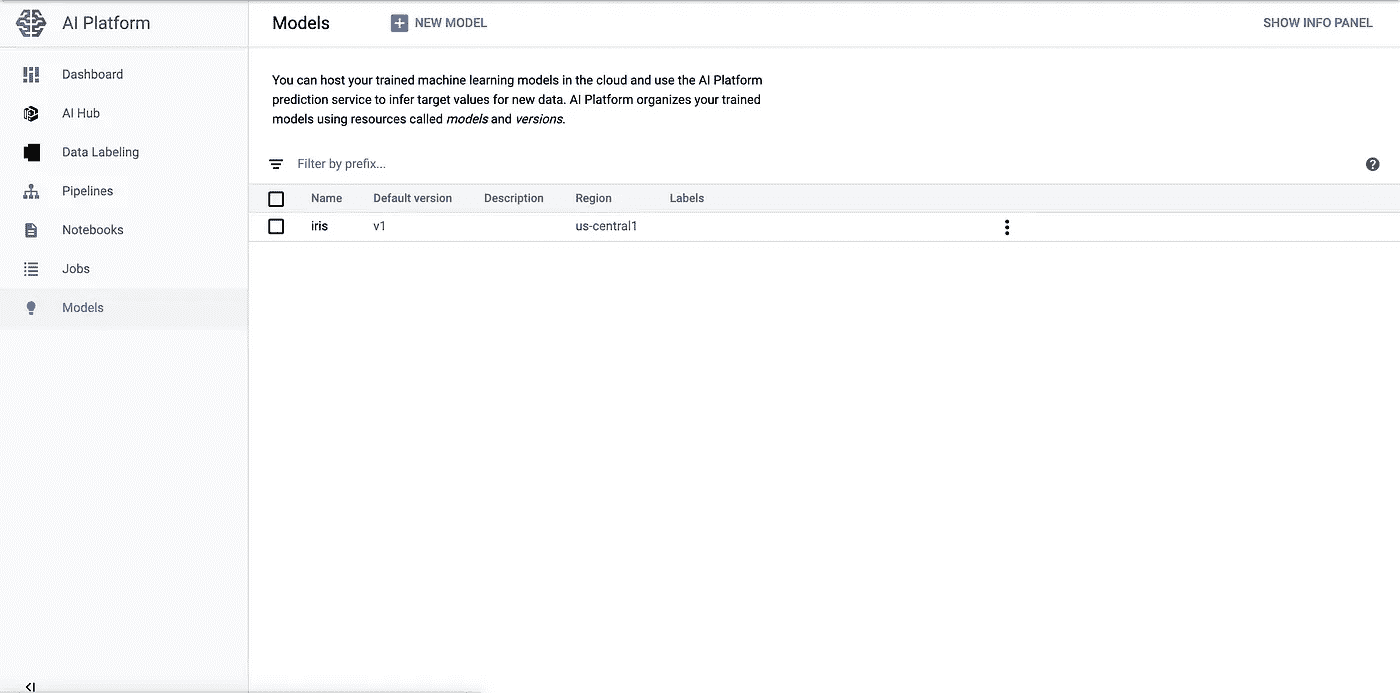 AI Platform
Models
NEW MODEL
SHOW INFO PANEL
Dashboard
AI Hub
Data Labeling
Pipelines
Notebooks
Jobs
Models
You can host your trained machine learning models in the cloud and use the AI Platform
prediction service to infer target values for new data. AI Platform organizes your trained
models using resources called models and versions.
Filter by prefix...
Name Default version Description Region Labels
iris v1 us-central1